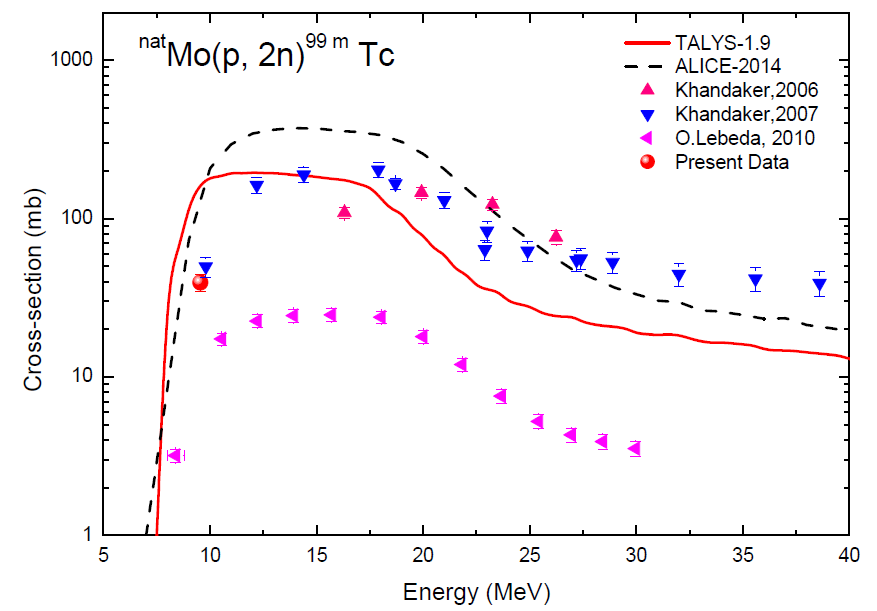 natMo(p, 2n)99 m Tc
TALYS-1.9
ALICE-2014
Khandaker,2006
Khandaker,2007
O.Lebeda, 2010
Present Data
Cross-section (mb)
1000
100
10
1
5 10 15 20 25 30 35 40
Energy (MeV)